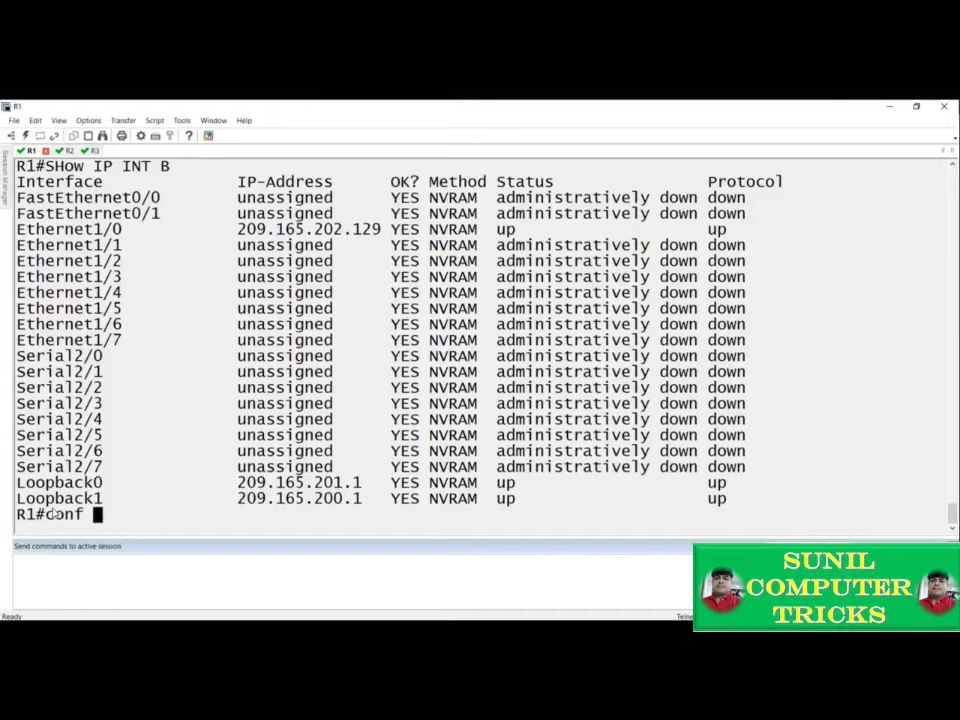 R1
File Edit View Options Transfer Script Tools Window Help
R1 R2 R3
Session Manager
R1#SHow IP INT B
Interface IP-Address OK? Method Status Protocol
FastEthernet0/0 unassigned YES NVRAM administratively down down
FastEthernet0/1 unassigned YES NVRAM administratively down down
Ethernet1/0 209.165.202.129 YES NVRAM up up
Ethernet1/1 unassigned YES NVRAM administratively down down
Ethernet1/2 unassigned YES NVRAM administratively down down
Ethernet1/3 unassigned YES NVRAM administratively down down
Ethernet1/4 unassigned YES NVRAM administratively down down
Ethernet1/5 unassigned YES NVRAM administratively down down
Ethernet1/6 unassigned YES NVRAM administratively down down
Ethernet1/7 unassigned YES NVRAM administratively down down
Serial2/0 unassigned YES NVRAM administratively down down
Serial2/1 unassigned YES NVRAM administratively down down
Serial2/2 unassigned YES NVRAM administratively down down
Serial2/3 unassigned YES NVRAM administratively down down
Serial2/4 unassigned YES NVRAM administratively down down
Serial2/5 unassigned YES NVRAM administratively down down
Serial2/6 unassigned YES NVRAM administratively down down
Serial2/7 unassigned YES NVRAM administratively down down
Loopback0 209.165.201.1 YES NVRAM up up
Loopback1 209.165.200.1 YES NVRAM up up
R1#conf
Send commands to active session
SUNIL
COMPUTER
TRICKS
Ready